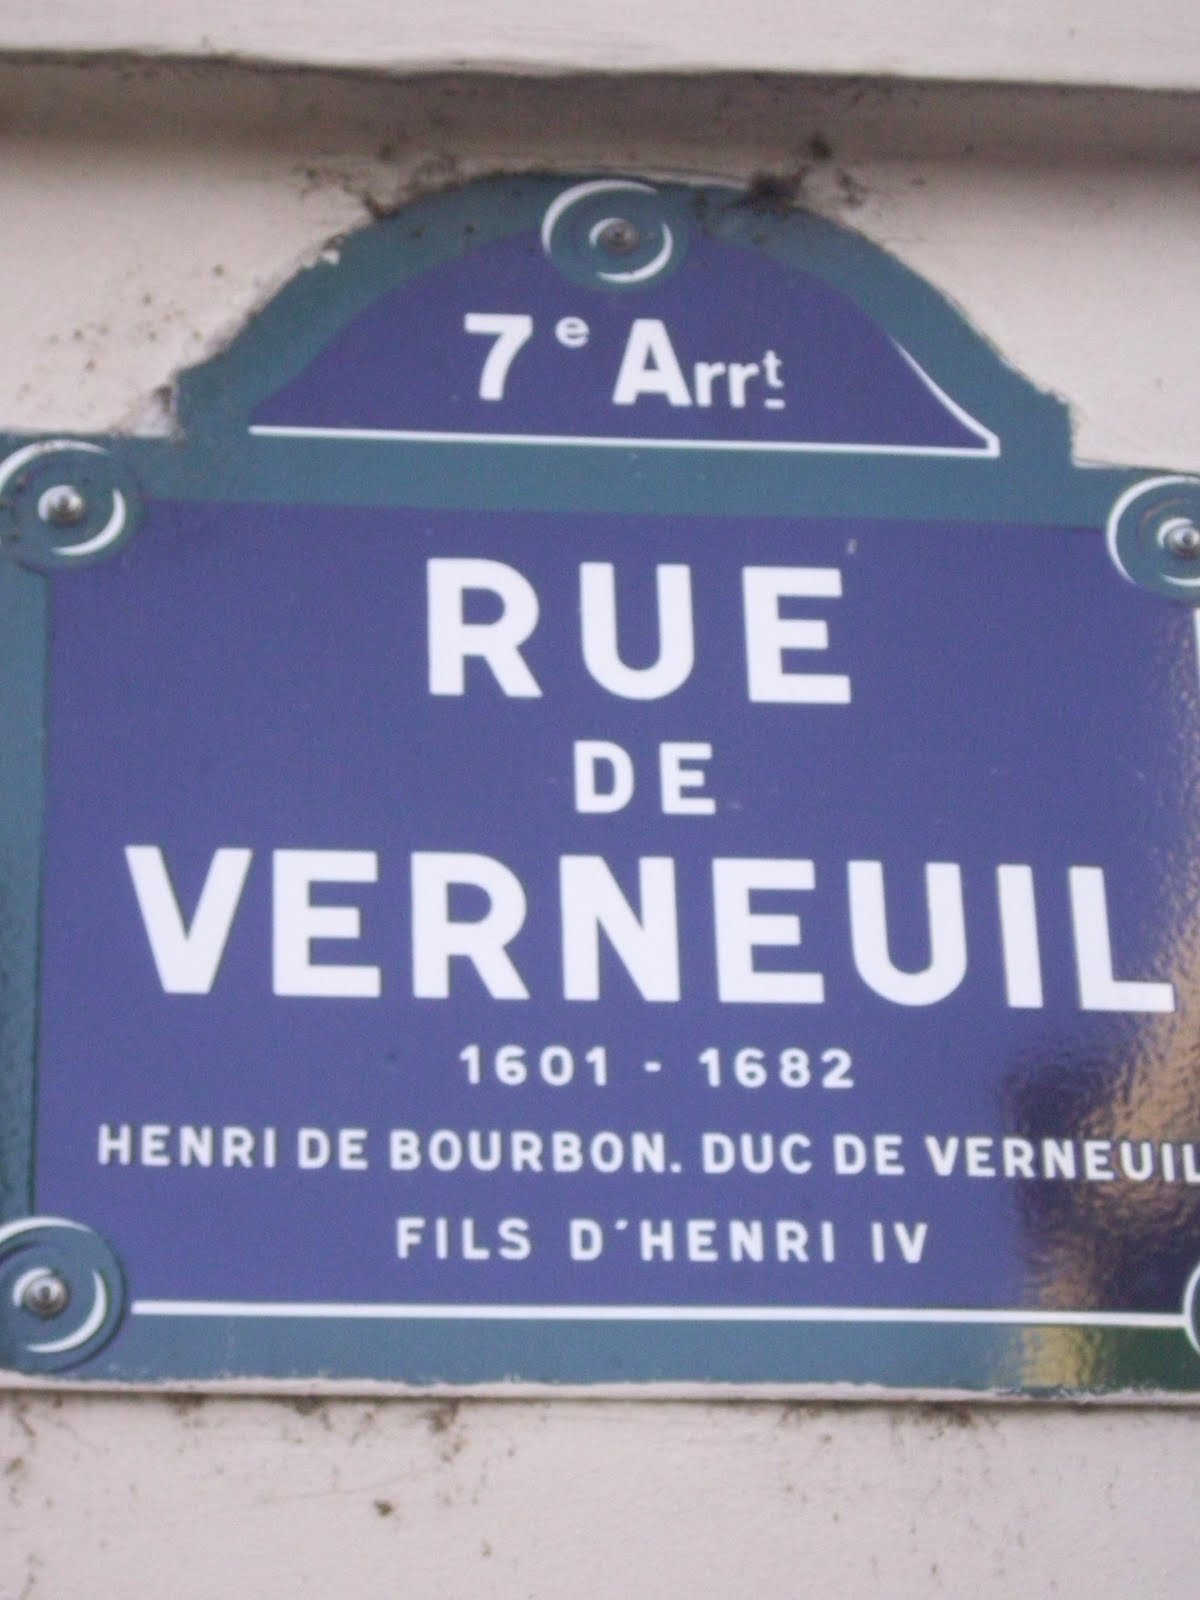 7e Arrt
RUE
DE
VERNEUIL
1601 - 1682
HENRI DE BOURBON. DUC DE VERNEUIL
FILS D'HENRI IV